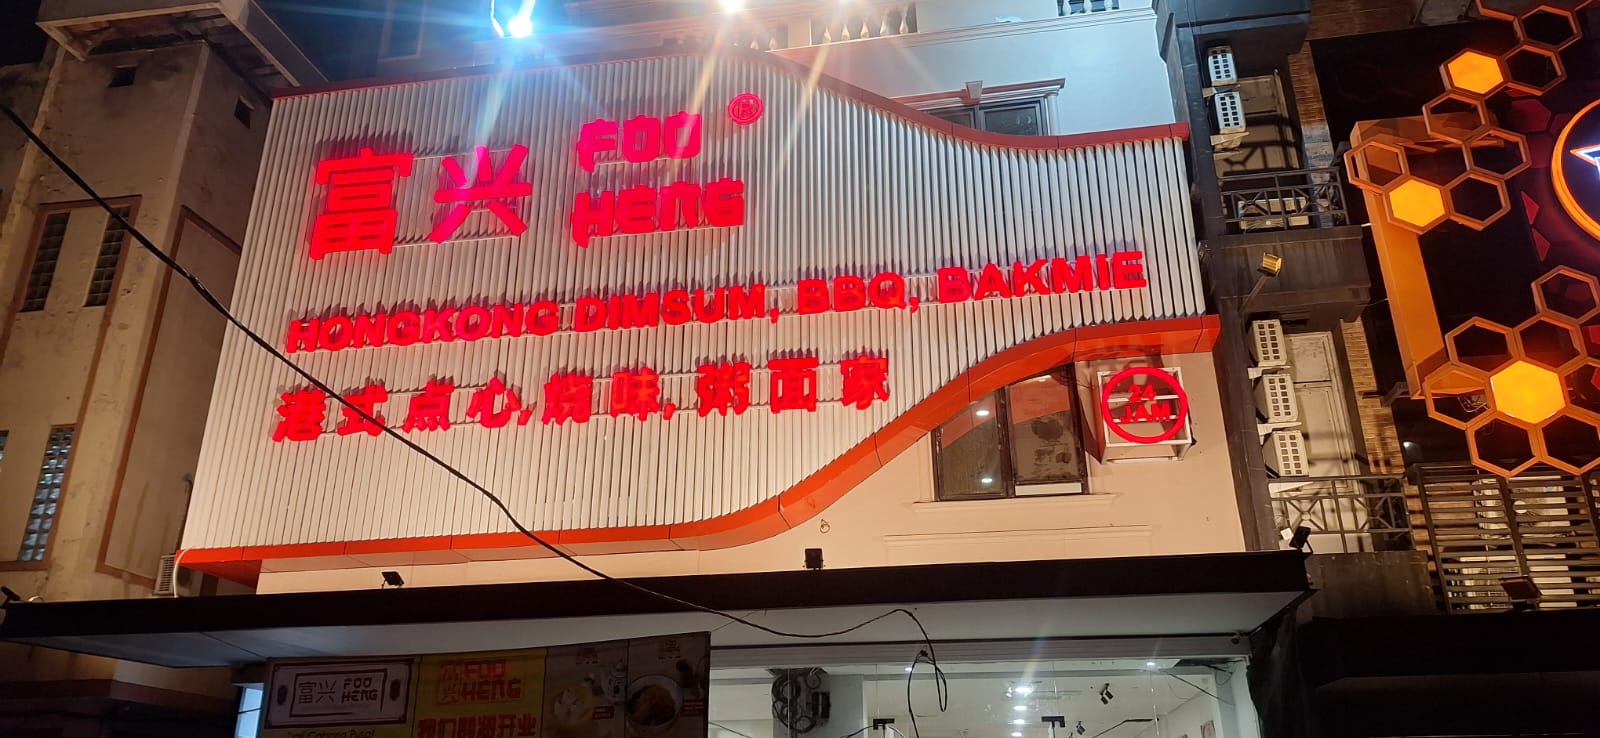 富兴 FOO
HENG ®
HONGKONG DIMSUM, BBQ, BAKMIE
港式点心,烧味,粥面家
24
JAM
富兴 FOO
HENG
FOO
HENG